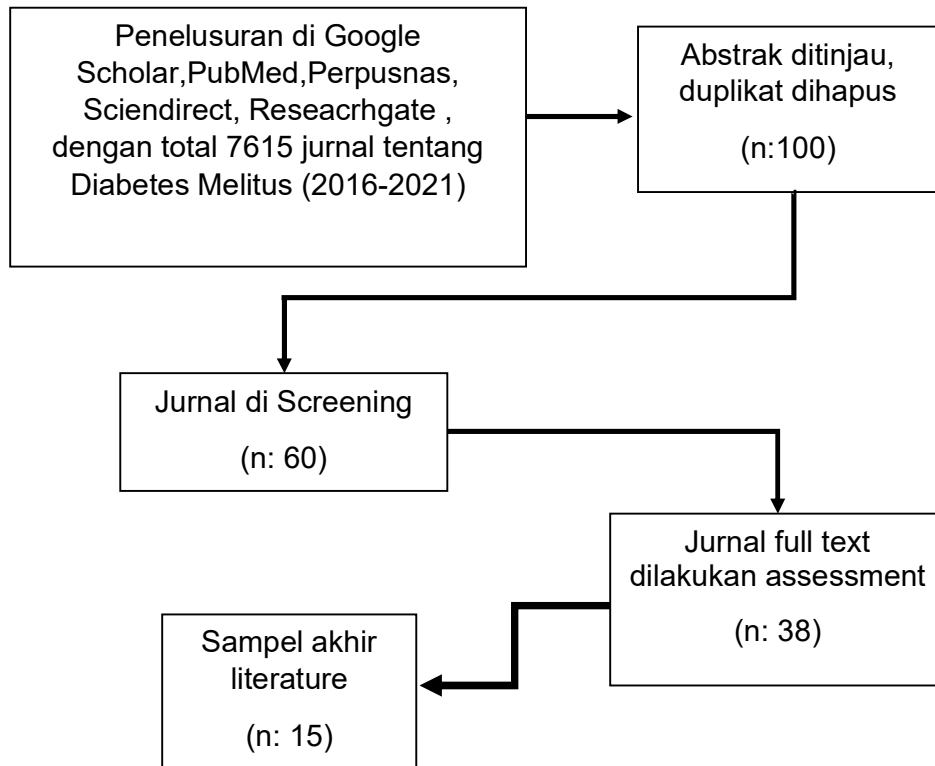 Penelusuran di Google
Scholar,PubMed,Perpusnas,
Sciendirect, Reseacrhgate ,
dengan total 7615 jurnal tentang
Diabetes Melitus (2016-2021)
Abstrak ditinjau,
duplikat dihapus
(n:100)
Jurnal di Screening
(n: 60)
Jurnal full text
dilakukan assessment
(n: 38)
Sampel akhir
literature
(n: 15)